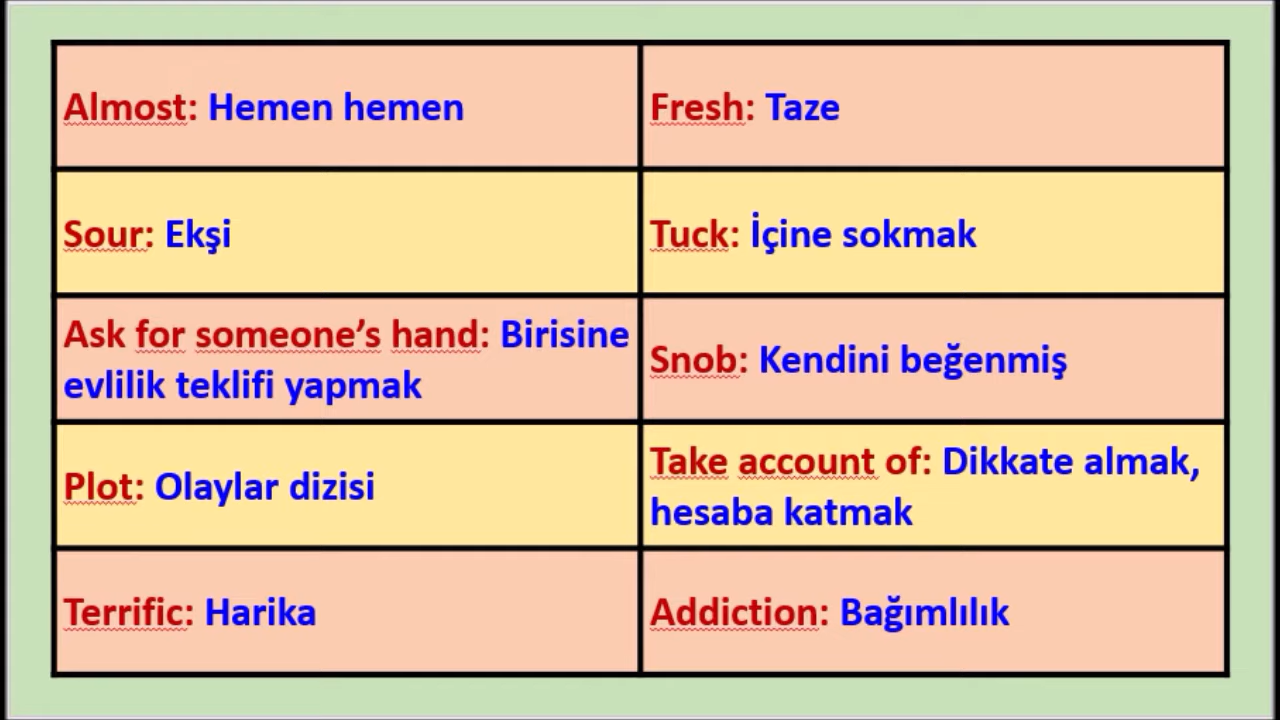 Almost: Hemen hemen
Fresh: Taze
Sour: Ekşi
Tuck: İçine sokmak
Ask for someone’s hand: Birisine
evlilik teklifi yapmak
Snob: Kendini beğenmiş
Plot: Olaylar dizisi
Take account of: Dikkate almak,
hesaba katmak
Terrific: Harika
Addiction: Bağımlılık